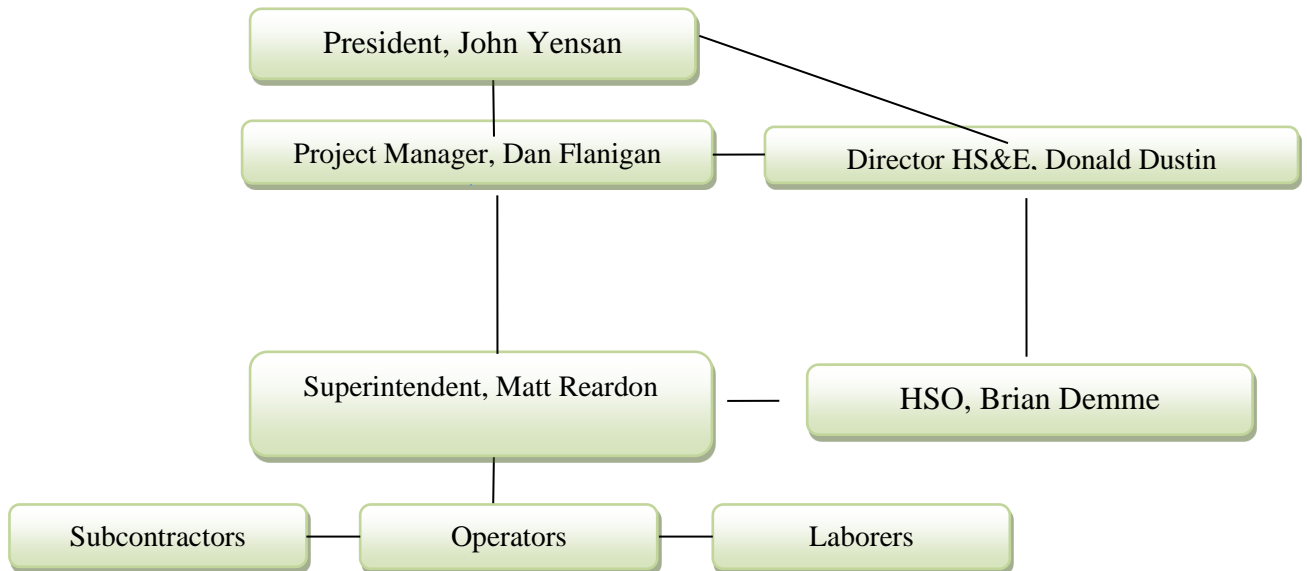 President, John Yensan
Project Manager, Dan Flanigan
Director HS&E, Donald Dustin
Superintendent, Matt Reardon
HSO, Brian Demme
Subcontractors
Operators
Laborers